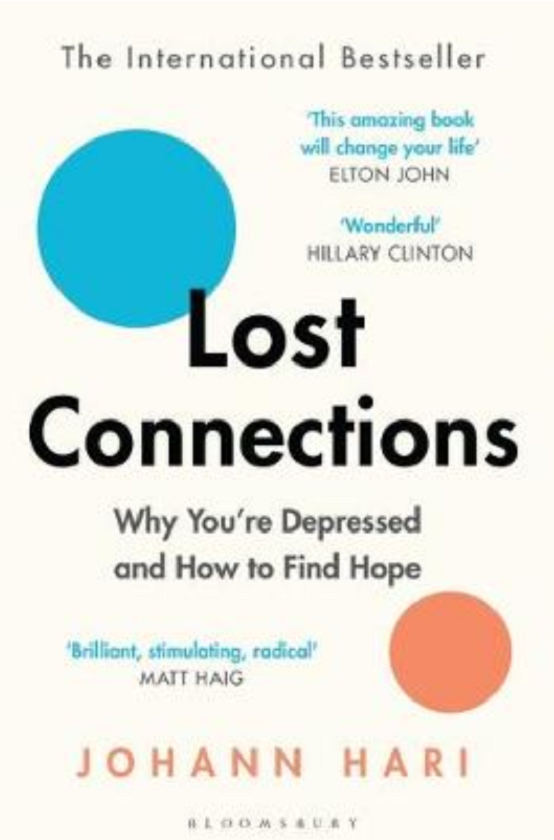 The International Bestseller
‘This amazing book
will change your life’
ELTON JOHN
‘Wonderful’
HILLARY CLINTON
Lost
Connections
Why You’re Depressed
and How to Find Hope
‘Brilliant, stimulating, radical’
MATT HAIG
JOHANN HARI
BLOOMSBURY